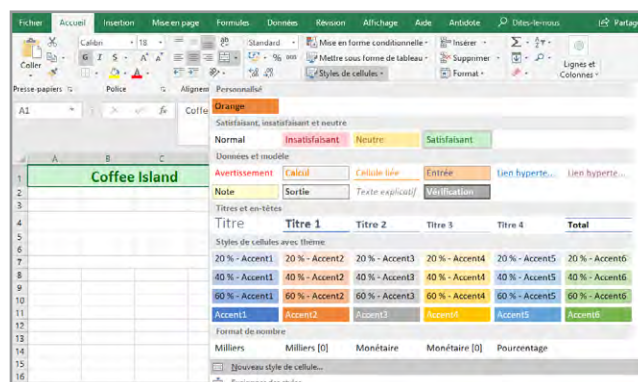 Fichier Accueil Insertion Mise en page Formules Données Révision Affichage Aide Antidote Dites-le-nous Partag
Calibri 18 Standard Mise en forme conditionnelle Insérer
Coller G I S % 000 Mettre sous forme de tableau Supprimer Lignes et
Styles de cellules Format Colonnes
Presse-papiers Police Alignem Personnalisé
Orange
A1 fx Coffe
Satisfaisant, insatisfaisant et neutre
Normal Insatisfaisant Neutre Satisfaisant
Données et modèle
A B C
Avertissement Calcul Cellule liée Entrée Lien hyperte... Lien hyperte...
1 Coffee Island
2 Note Sortie Texte explicatif Vérification
3 Titres et en-têtes
4 Titre Titre 1 Titre 2 Titre 3 Titre 4 Total
5 Styles de cellules avec thème
6
7 20 % - Accent1 20 % - Accent2 20 % - Accent3 20 % - Accent4 20 % - Accent5 20 % - Accent6
8 40 % - Accent1 40 % - Accent2 40 % - Accent3 40 % - Accent4 40 % - Accent5 40 % - Accent6
9
10 60 % - Accent1 60 % - Accent2 60 % - Accent3 60 % - Accent4 60 % - Accent5 60 % - Accent6
11 Accent1 Accent2 Accent3 Accent4 Accent5 Accent6
12
13 Format de nombre
14 Milliers Milliers [0] Monétaire Monétaire [0] Pourcentage
15 Nouveau style de cellule...
16